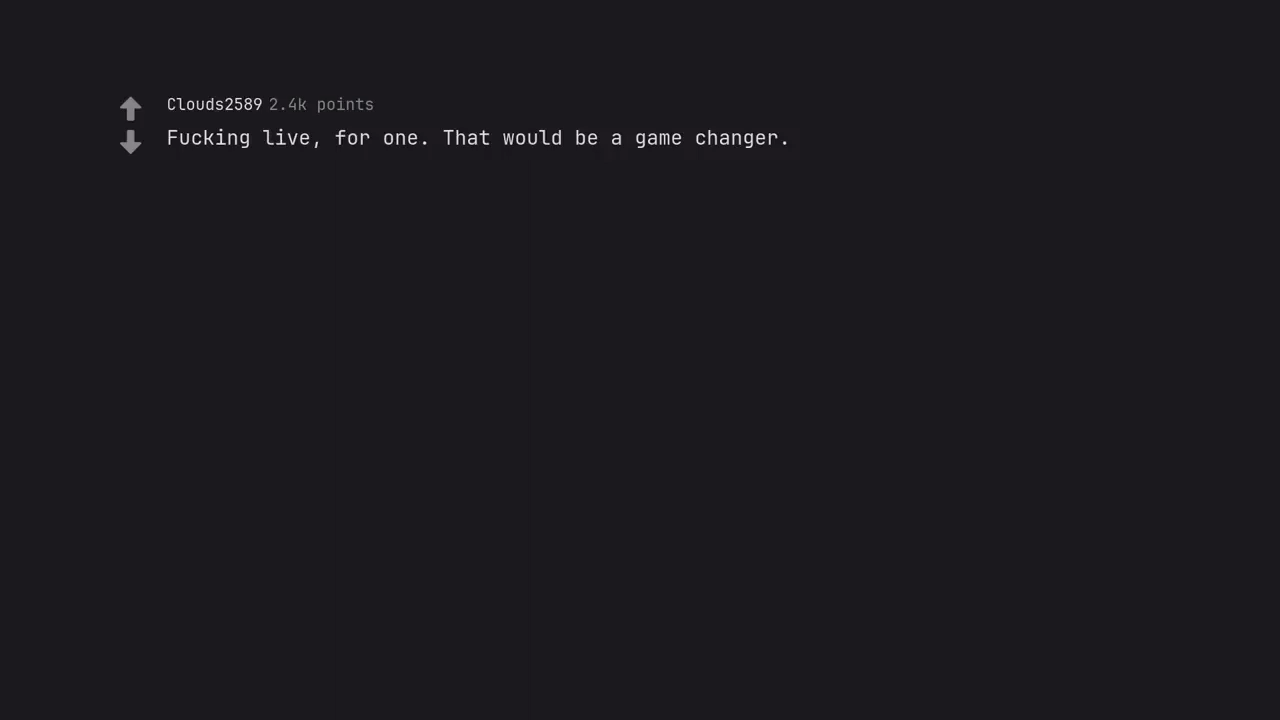 Clouds2589 2.4k points
Fucking live, for one. That would be a game changer.